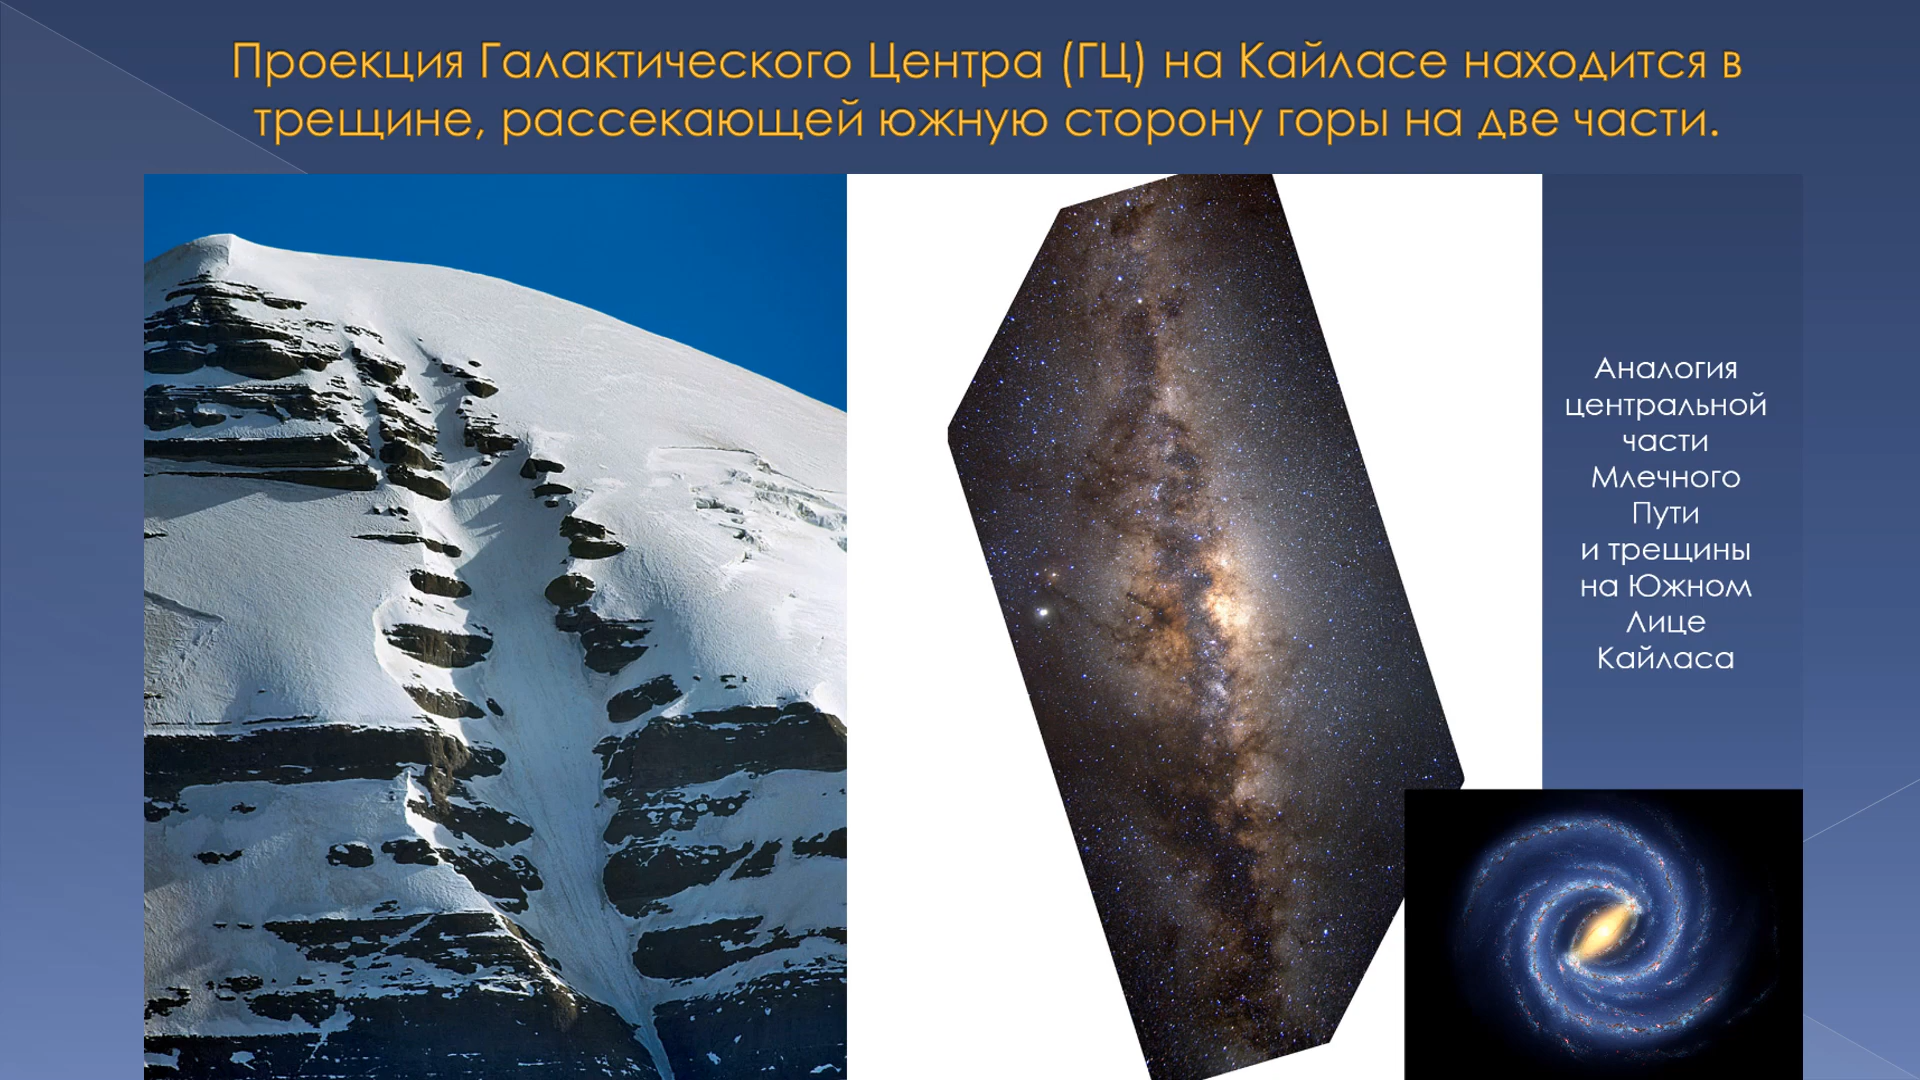 Проекция Галактического Центра (ГЦ) на Кайласе находится в
трещине, рассекающей южную сторону горы на две части.
Аналогия
центральной
части
Млечного
Пути
и трещины
на Южном
Лице
Кайласа